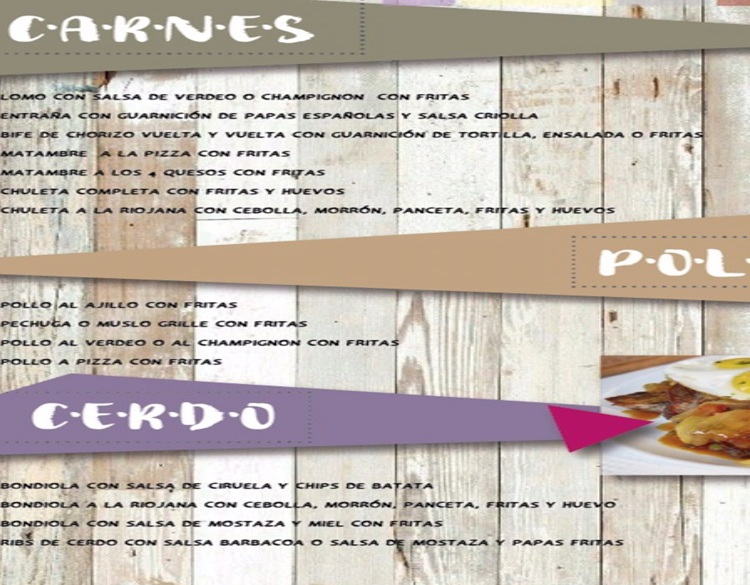 C·A·R·N·E·S
LOMO CON SALSA DE VERDEO O CHAMPIGNON CON FRITAS
ENTRAÑA CON GUARNICIÓN DE PAPAS ESPAÑOLAS Y SALSA CRIOLLA
BIFE DE CHORIZO VUELTA Y VUELTA CON GUARNICIÓN DE TORTILLA, ENSALADA O FRITAS
MATAMBRE A LA PIZZA CON FRITAS
MATAMBRE A LOS 4 QUESOS CON FRITAS
CHULETA COMPLETA CON FRITAS Y HUEVOS
CHULETA A LA RIOJANA CON CEBOLLA, MORRÓN, PANCETA, FRITAS Y HUEVOS
P·O·L·
POLLO AL AJILLO CON FRITAS
PECHUGA O MUSLO GRILLE CON FRITAS
POLLO AL VERDEO O AL CHAMPIGNON CON FRITAS
POLLO A PIZZA CON FRITAS
C·E·R·D·O
BONDIOLA CON SALSA DE CIRUELA Y CHIPS DE BATATA
BONDIOLA A LA RIOJANA CON CEBOLLA, MORRÓN, PANCETA, FRITAS Y HUEVO
BONDIOLA CON SALSA DE MOSTAZA Y MIEL CON FRITAS
RIBS DE CERDO CON SALSA BARBACOA O SALSA DE MOSTAZA Y PAPAS FRITAS